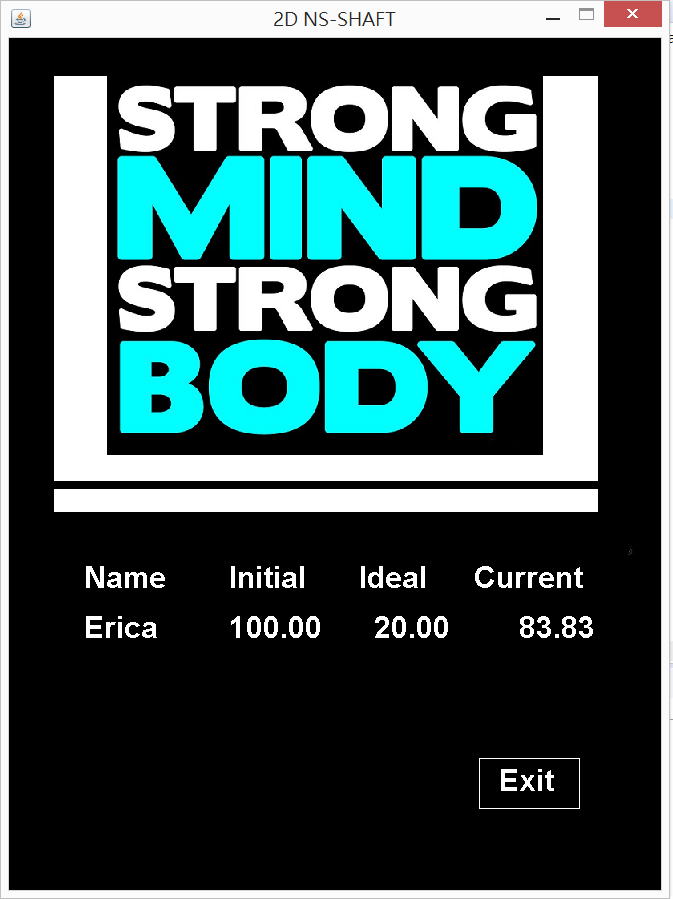 2D NS-SHAFT
STRONG
MIND
STRONG
BODY
Name Initial Ideal Current
Erica 100.00 20.00 83.83
Exit